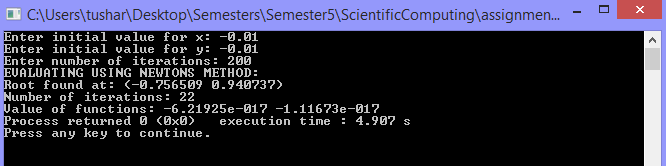 C:\Users\tushar\Desktop\Semesters\Semester5\ScientificComputing\assignmen...
Enter initial value for x: -0.01
Enter initial value for y: -0.01
Enter number of iterations: 200
EVALUATING USING NEWTONS METHOD:
Root found at: (-0.756509 0.940737)
Number of iterations: 22
Value of functions: -6.21925e-017 -1.11673e-017
Process returned 0 (0x0)   execution time : 4.907 s
Press any key to continue.